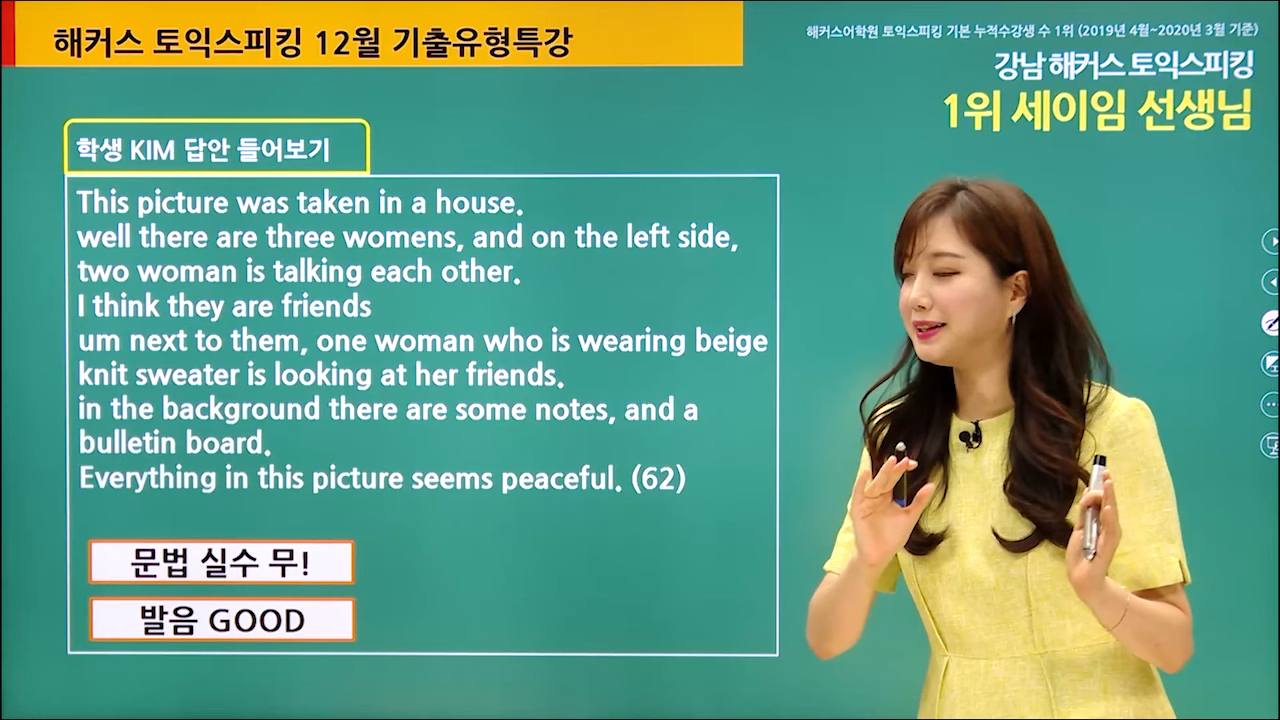 해커스 토익스피킹 12월 기출유형특강
해커스어학원 토익스피킹 기본 누적수강생 수 1위 (2019년 4월~2020년 3월 기준)
강남 해커스 토익스피킹
1위 세이임 선생님
학생 KIM 답안 들어보기
This picture was taken in a house.
well there are three womens, and on the left side,
two woman is talking each other.
I think they are friends
um next to them, one woman who is wearing beige
knit sweater is looking at her friends.
in the background there are some notes, and a
bulletin board.
Everything in this picture seems peaceful. (62)
문법 실수 무!
발음 GOOD